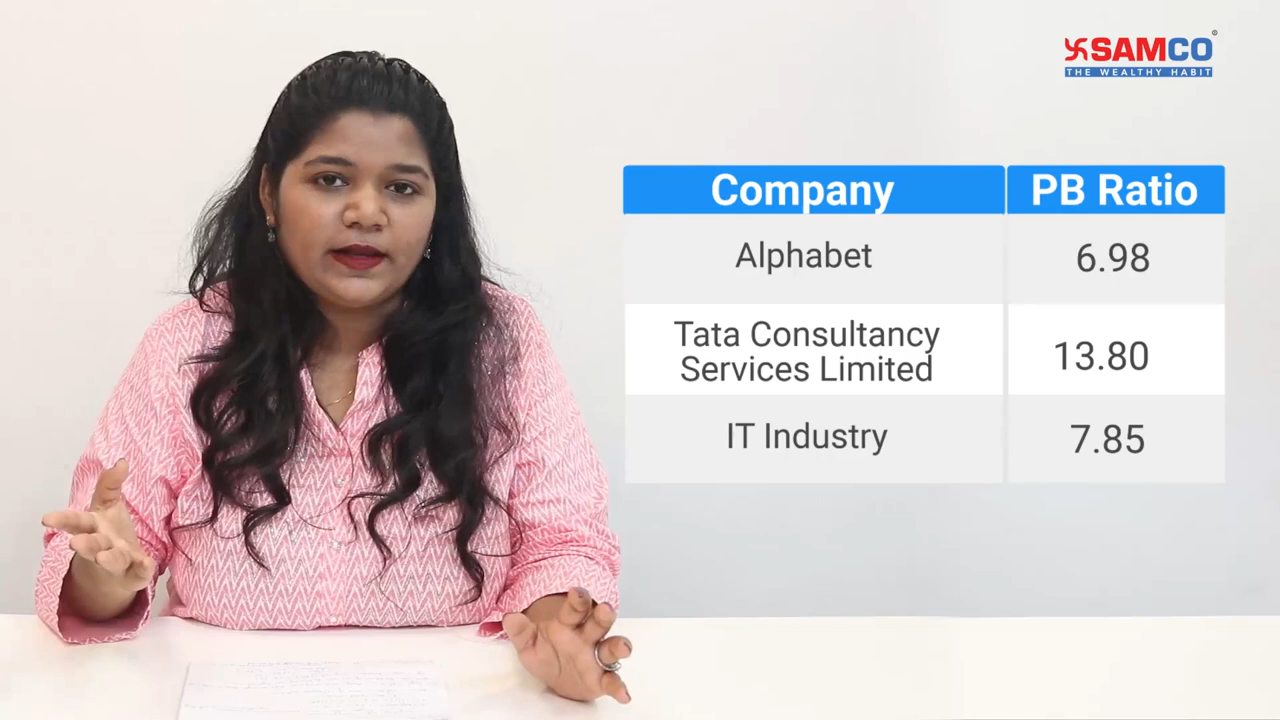 SAMCO
THE WEALTHY HABIT
Company PB Ratio
Alphabet 6.98
Tata Consultancy
Services Limited 13.80
IT Industry 7.85